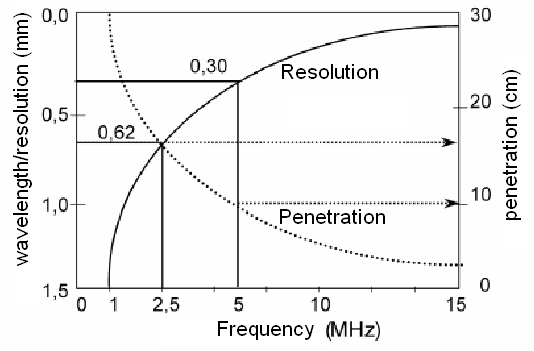 0,0
0,5
1,0
1,5
wavelength/resolution (mm)
0,30
0,62
Resolution
Penetration
30
20
10
0
penetration (cm)
0 1 2,5 5 10 15
Frequency (MHz)